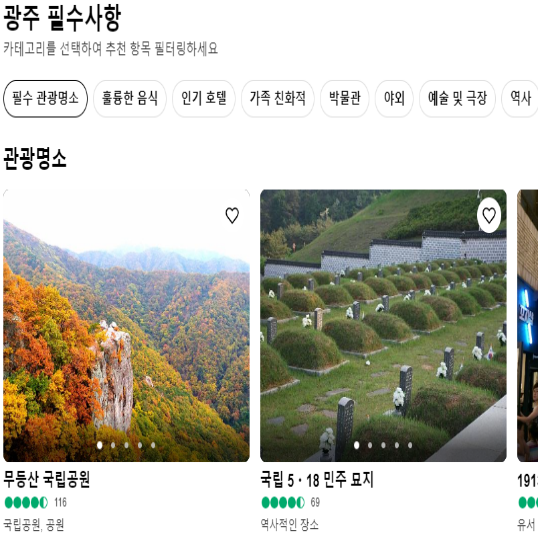 광주 필수사항
카테고리를 선택하여 추천 항목 필터링하세요
필수 관광명소 훌륭한 음식 인기 호텔 가족 친화적 박물관 야외 예술 및 극장 역사
관광명소
무등산 국립공원 국립 5·18 민주 묘지 191
116 69
국립공원, 공원 역사적인 장소 유서